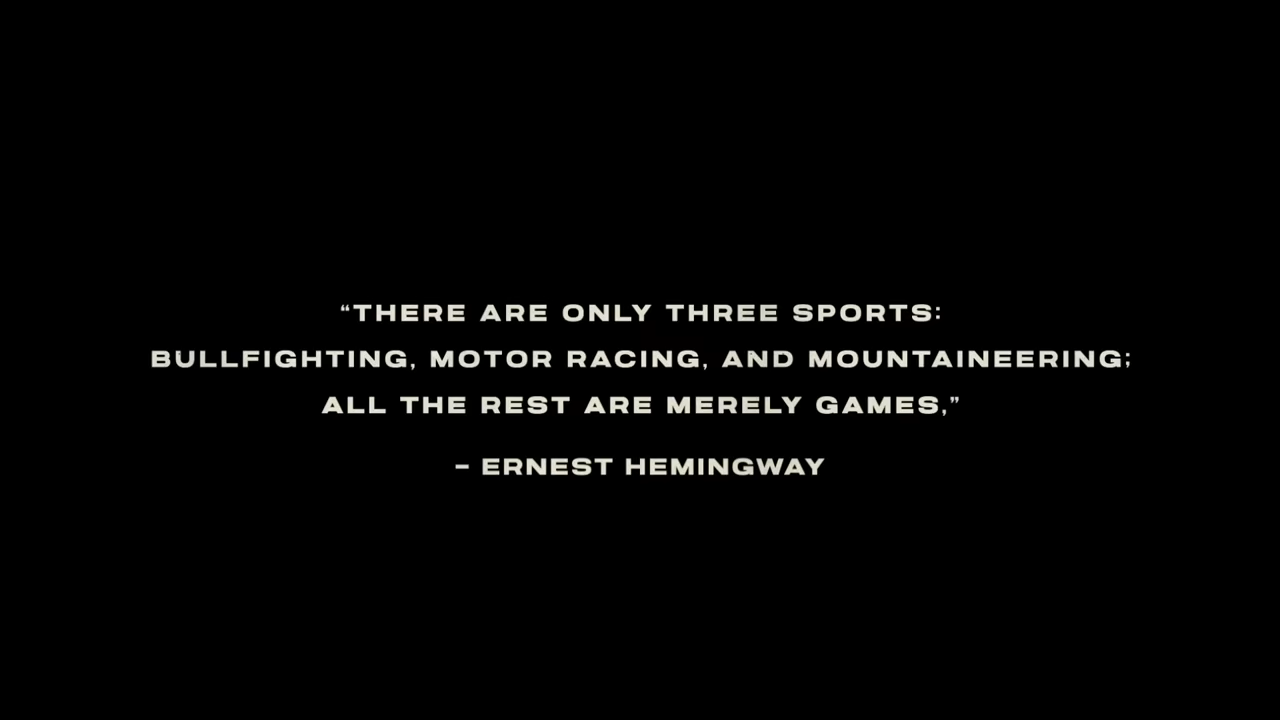 “THERE ARE ONLY THREE SPORTS:
BULLFIGHTING, MOTOR RACING, AND MOUNTAINEERING;
ALL THE REST ARE MERELY GAMES,”
– ERNEST HEMINGWAY